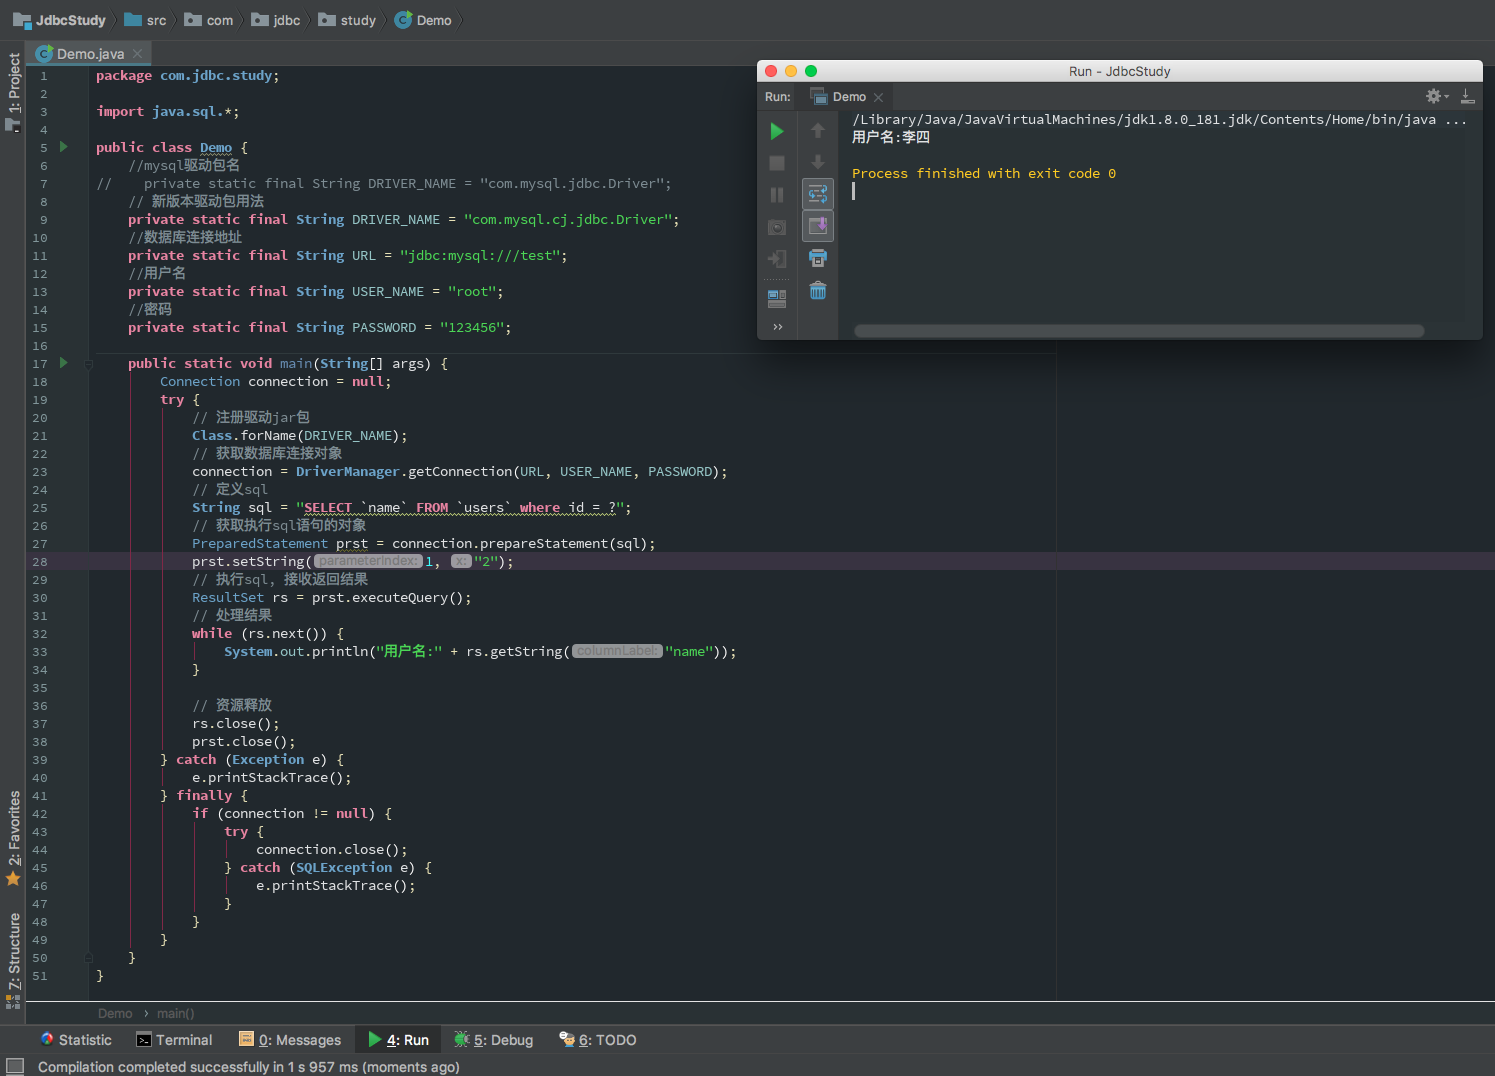 JdbcStudy src com jdbc study Demo
Demo.java
1: Project
2: Favorites
7: Structure
1 package com.jdbc.study;
2
3 import java.sql.*;
4
5 public class Demo {
6 //mysql驱动包名
7 // private static final String DRIVER_NAME = "com.mysql.jdbc.Driver";
8 // 新版本驱动包用法
9 private static final String DRIVER_NAME = "com.mysql.cj.jdbc.Driver";
10 //数据库连接地址
11 private static final String URL = "jdbc:mysql:///test";
12 //用户名
13 private static final String USER_NAME = "root";
14 //密码
15 private static final String PASSWORD = "123456";
16
17 public static void main(String[] args) {
18 Connection connection = null;
19 try {
20 // 注册驱动jar包
21 Class.forName(DRIVER_NAME);
22 // 获取数据库连接对象
23 connection = DriverManager.getConnection(URL, USER_NAME, PASSWORD);
24 // 定义sql
25 String sql = "SELECT `name` FROM `users` where id = ?";
26 // 获取执行sql语句的对象
27 PreparedStatement prst = connection.prepareStatement(sql);
28 prst.setString( parameterIndex: 1, x: "2");
29 // 执行sql, 接收返回结果
30 ResultSet rs = prst.executeQuery();
31 // 处理结果
32 while (rs.next()) {
33 System.out.println("用户名:" + rs.getString( columnLabel: "name"));
34 }
35
36 // 资源释放
37 rs.close();
38 prst.close();
39 } catch (Exception e) {
40 e.printStackTrace();
41 } finally {
42 if (connection != null) {
43 try {
44 connection.close();
45 } catch (SQLException e) {
46 e.printStackTrace();
47 }
48 }
49 }
50 }
51 }
Run - JdbcStudy
Run: Demo
/Library/Java/JavaVirtualMachines/jdk1.8.0_181.jdk/Contents/Home/bin/java ...
用户名:李四
Process finished with exit code 0
Demo › main()
Statistic Terminal 0: Messages 4: Run 5: Debug 6: TODO
Compilation completed successfully in 1 s 957 ms (moments ago)